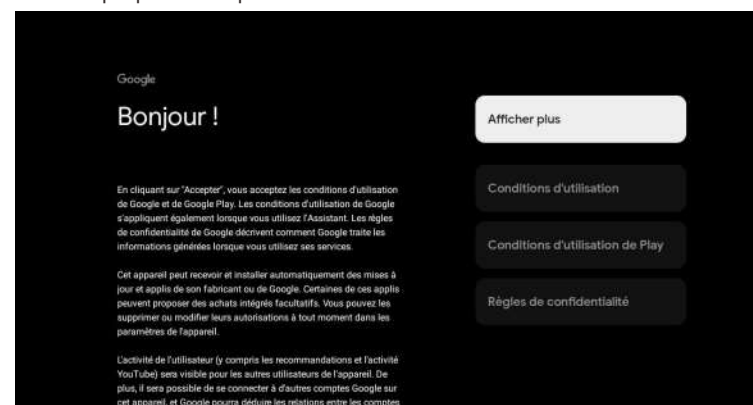 Google
Bonjour !
En cliquant sur "Accepter", vous acceptez les conditions d'utilisation
de Google et de Google Play. Les conditions d'utilisation de Google
s'appliquent également lorsque vous utilisez l'Assistant. Les règles
de confidentialité de Google décrivent comment Google traite les
informations générées lorsque vous utilisez ses services.
Cet appareil peut recevoir et installer automatiquement des mises à
jour et applis de son fabricant ou de Google. Certaines de ces applis
peuvent proposer des achats intégrés facultatifs. Vous pouvez les
supprimer ou modifier leurs autorisations à tout moment dans les
paramètres de l'appareil.
L'activité de l'utilisateur (y compris les recommandations et l'activité
YouTube) sera visible pour les autres utilisateurs de l'appareil. De
plus, il sera possible de se connecter à d'autres comptes Google sur
cet appareil, et Google pourra déduire les relations entre les comptes
Afficher plus
Conditions d'utilisation
Conditions d'utilisation de Play
Règles de confidentialité